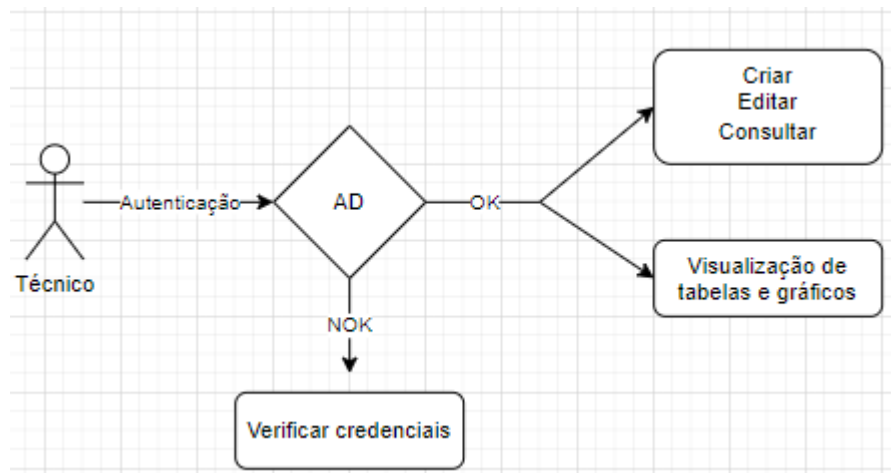 Técnico
Autenticação
AD
OK
Criar
Editar
Consultar
Visualização de
tabelas e gráficos
NOK
Verificar credenciais